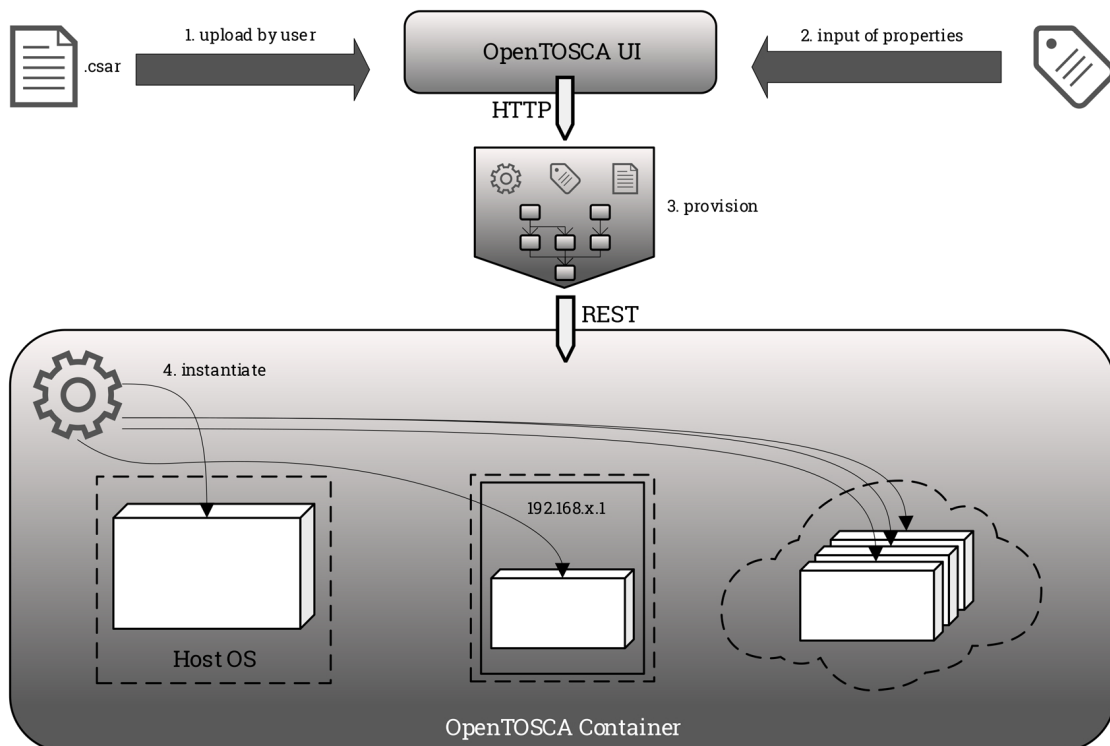 1. upload by user
OpenTOSCA UI
2. input of properties
.csar
HTTP
3. provision
REST
4. instantiate
192.168.x.1
Host OS
OpenTOSCA Container